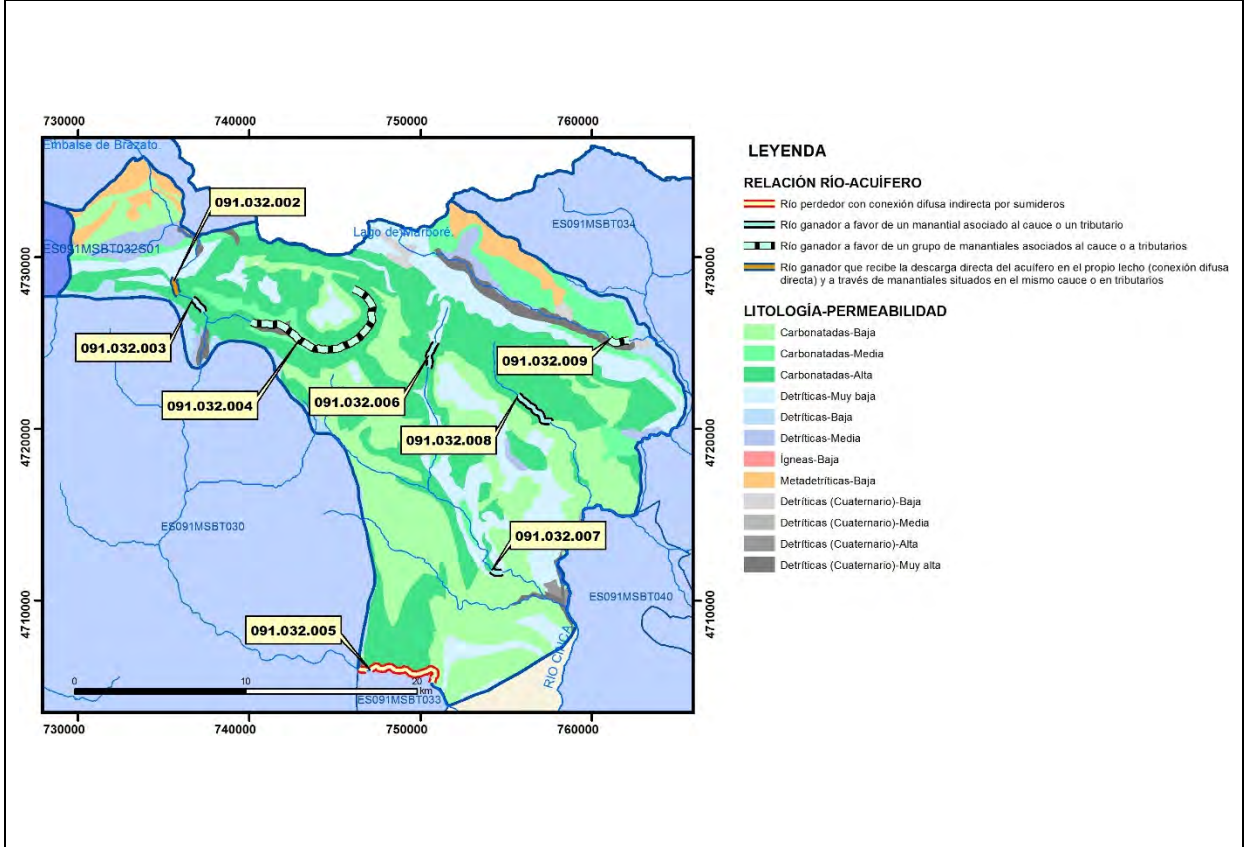 730000 740000 750000 760000
Embalse de Brazato.
091.032.002
Lago de Marboré.
ES091MSBT034
ES091MSBT032S01
4730000
4730000
091.032.003
091.032.009
091.032.004
091.032.006
091.032.008
4720000
4720000
ES091MSBT030
091.032.007
ES091MSBT040
4710000
4710000
091.032.005
RIO CINCA
0 10 20
km
ES091MSBT033
730000 740000 750000 760000
LEYENDA
RELACIÓN RÍO-ACUÍFERO
Río perdedor con conexión difusa indirecta por sumideros
Río ganador a favor de un manantial asociado al cauce o un tributario
Río ganador a favor de un grupo de manantiales asociados al cauce o a tributarios
Río ganador que recibe la descarga directa del acuífero en el propio lecho (conexión difusa
directa) y a través de manantiales situados en el mismo cauce o en tributarios
LITOLOGÍA-PERMEABILIDAD
Carbonatadas-Baja
Carbonatadas-Media
Carbonatadas-Alta
Detríticas-Muy baja
Detríticas-Baja
Detríticas-Media
Ígneas-Baja
Metadetríticas-Baja
Detríticas (Cuaternario)-Baja
Detríticas (Cuaternario)-Media
Detríticas (Cuaternario)-Alta
Detríticas (Cuaternario)-Muy alta